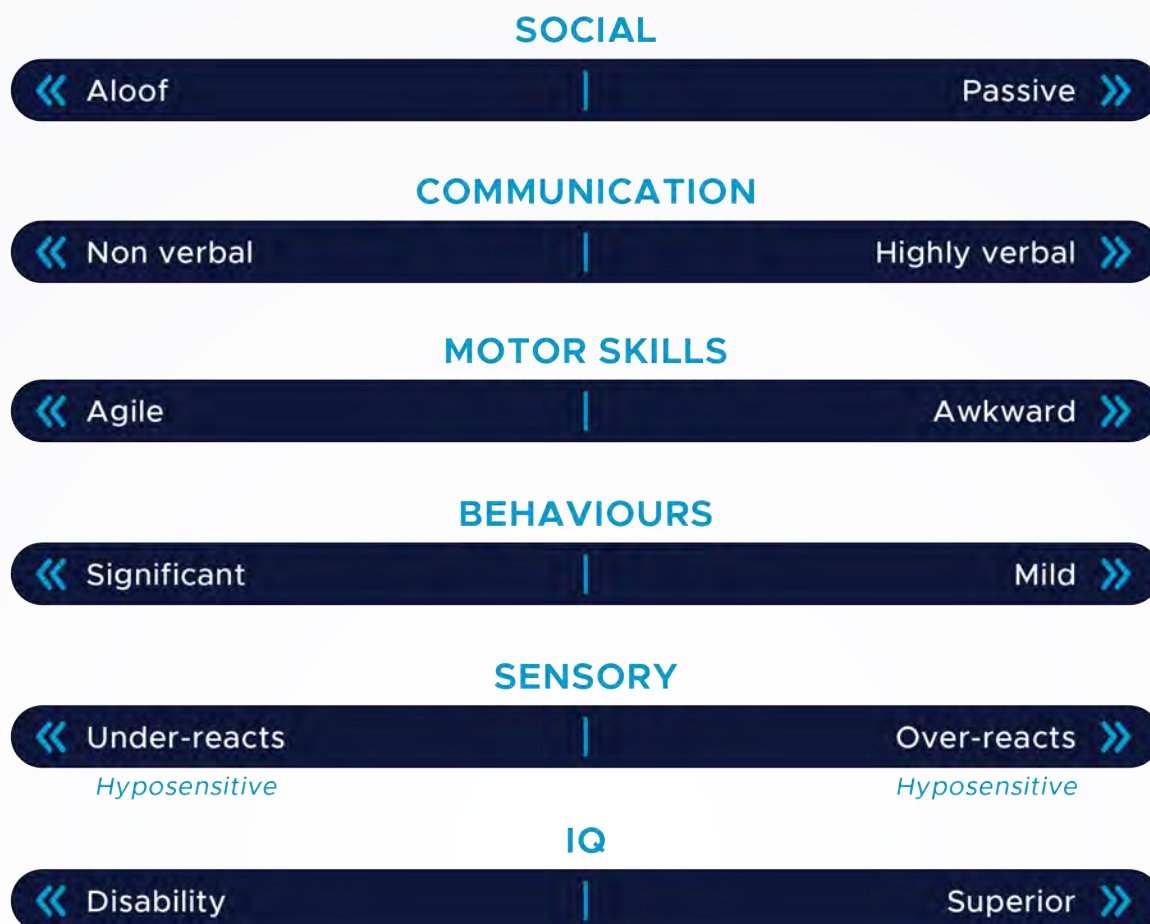 SOCIAL
Aloof Passive
COMMUNICATION
Non verbal Highly verbal
MOTOR SKILLS
Agile Awkward
BEHAVIOURS
Significant Mild
SENSORY
Under-reacts Over-reacts
Hyposensitive Hyposensitive
IQ
Disability Superior